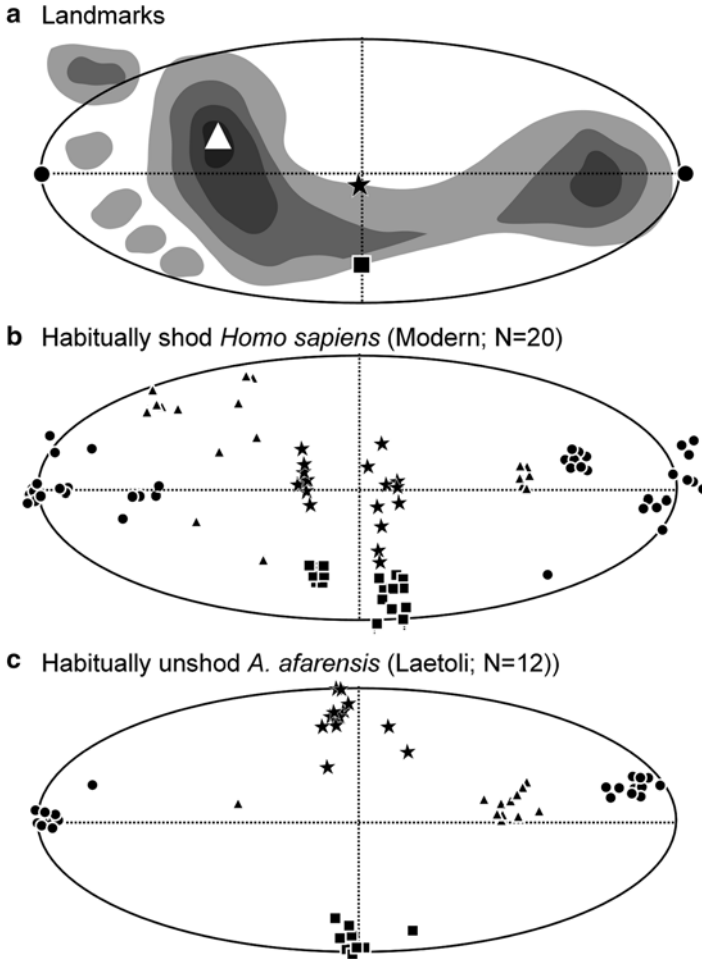 a Landmarks
b Habitually shod Homo sapiens (Modern; N=20)
c Habitually unshod A. afarensis (Laetoli; N=12))